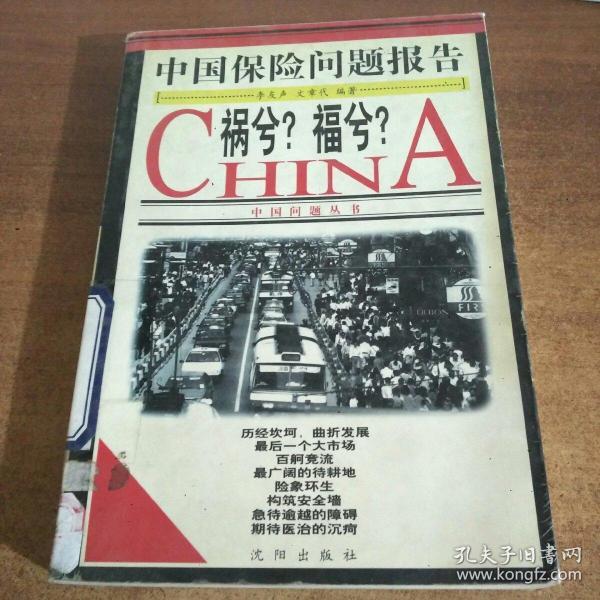 中国保险问题报告
李友声 文章代 编著
祸兮？福兮？
CHINA
中国问题丛书
SS
FIR
历经坎坷，曲折发展
最后一个大市场
百舸竞流
最广阔的待耕地
险象环生
构筑安全墙
急待逾越的障碍
期待医治的沉疴
沈阳出版社
孔夫子旧书网
www.kongfz.com